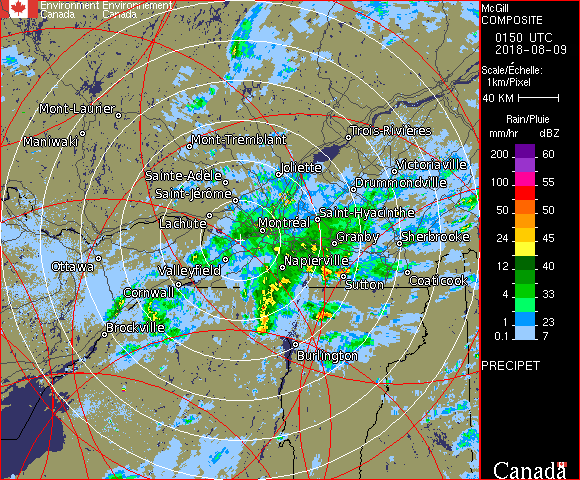 Environment Environnement
Canada Canada
Mont-Laurier
Maniwaki
Mont-Tremblant
Trois-Rivières
Sainte-Adèle
Joliette
Victoriaville
Saint-Jérôme
Drummondville
Lachute
Montréal
Saint-Hyacinthe
Granby
Sherbrooke
Ottawa
Valleyfield
Napierville
Sutton
Coaticook
Cornwall
Brockville
Burlington
McGill
COMPOSITE
0150 UTC
2018-08-09
Scale/Échelle:
1km/Pixel
40 KM
Rain/Pluie
mm/hr dBZ
200 60
100 55
50 50
24 45
12 40
4 33
1 23
0.1 7
PRECIPET
Canada